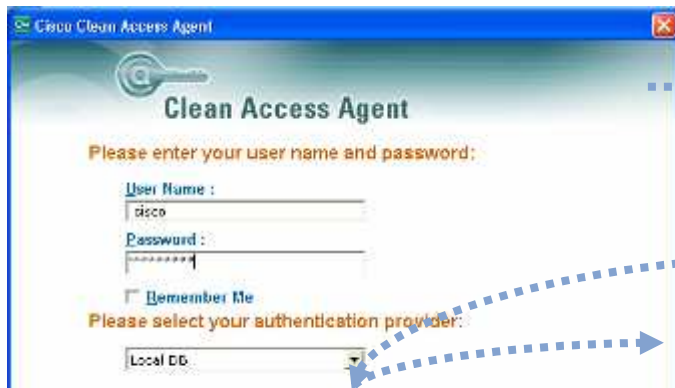 Cisco Clean Access Agent
Clean Access Agent
Please enter your user name and password:
User Name :
cisco
Password :
*********
Remember Me
Please select your authentication provider:
Local DB